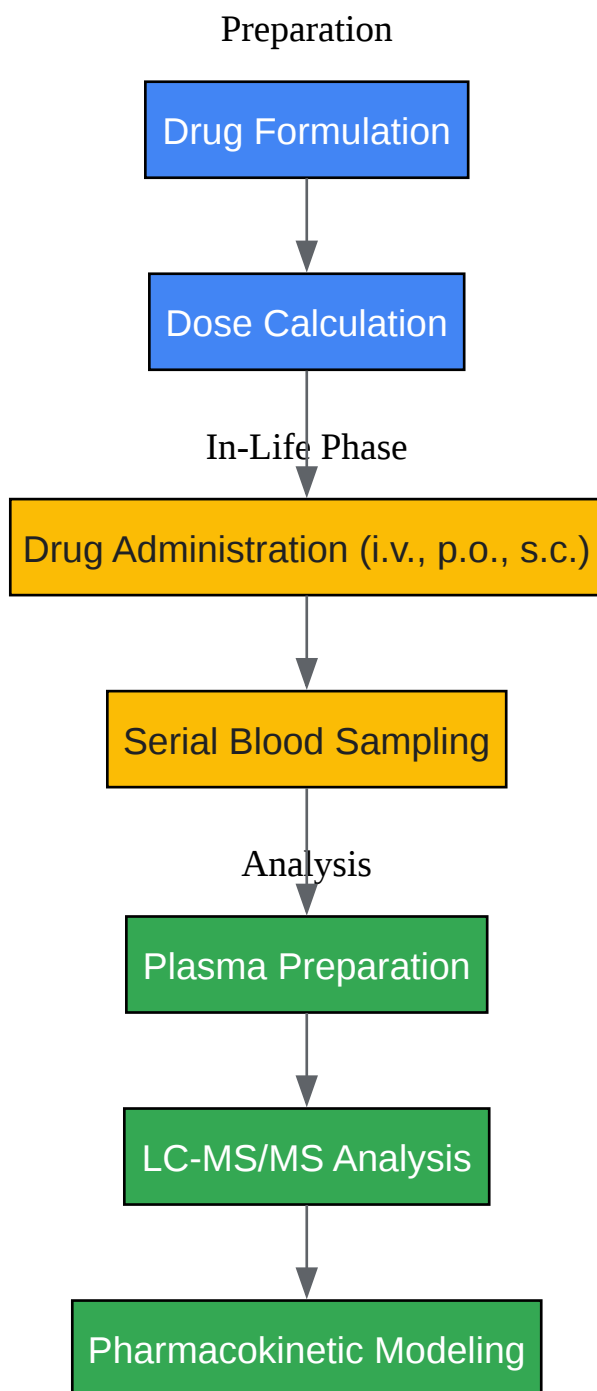 Preparation
Drug Formulation
Dose Calculation
In-Life Phase
Drug Administration (i.v., p.o., s.c.)
Serial Blood Sampling
Analysis
Plasma Preparation
LC-MS/MS Analysis
Pharmacokinetic Modeling